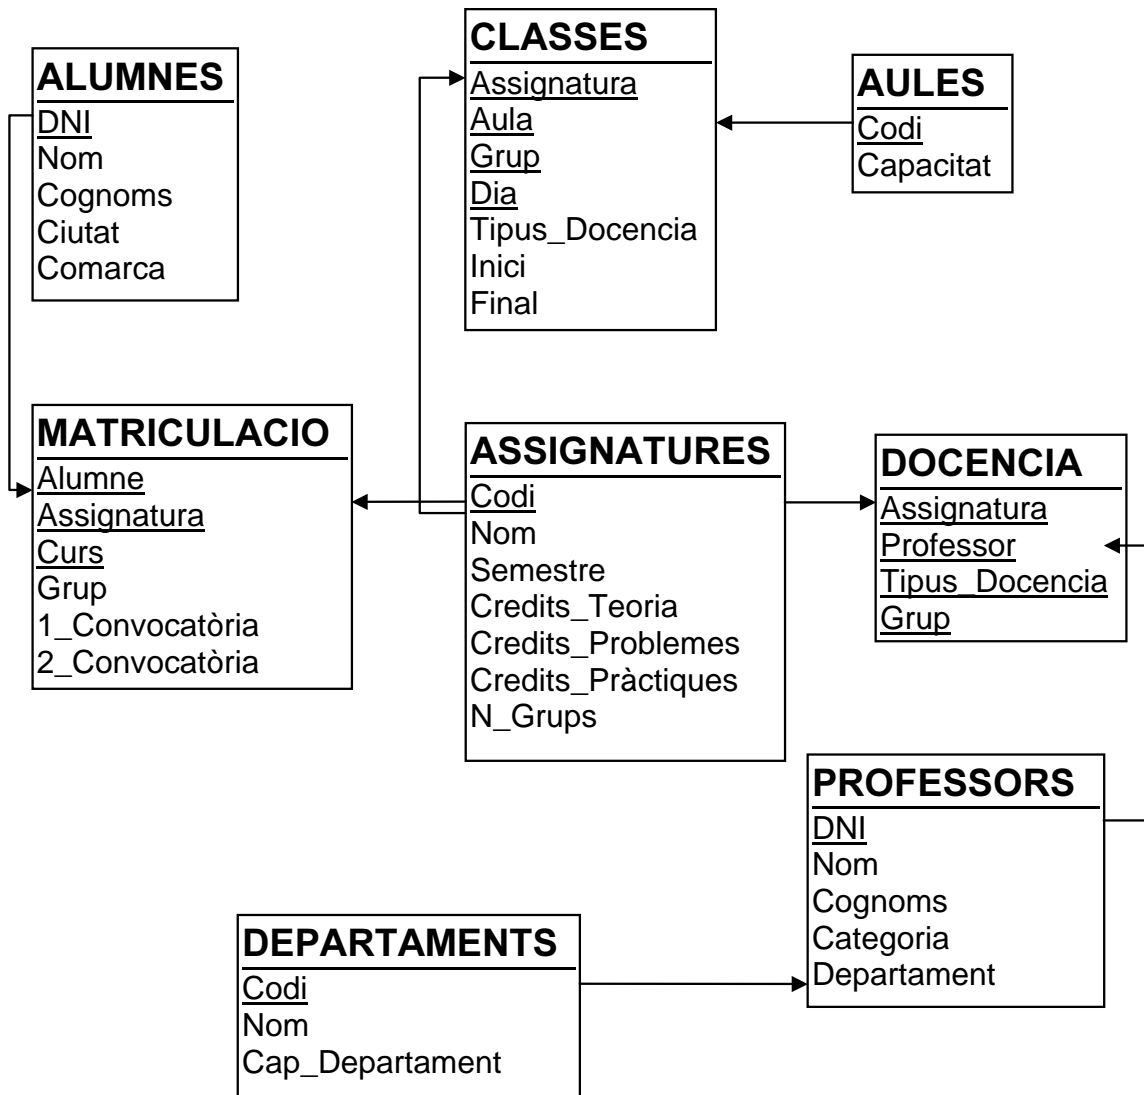 ALUMNES
DNI
Nom
Cognoms
Ciutat
Comarca
CLASSES
Assignatura
Aula
Grup
Dia
Tipus_Docencia
Inici
Final
AULES
Codi
Capacitat
MATRICULACIO
Alumne
Assignatura
Curs
Grup
1_Convocatòria
2_Convocatòria
ASSIGNATURES
Codi
Nom
Semestre
Credits_Teoria
Credits_Problemes
Credits_Pràctiques
N_Grups
DOCENCIA
Assignatura
Professor
Tipus_Docencia
Grup
PROFESSORS
DNI
Nom
Cognoms
Categoria
Departament
DEPARTAMENTS
Codi
Nom
Cap_Departament